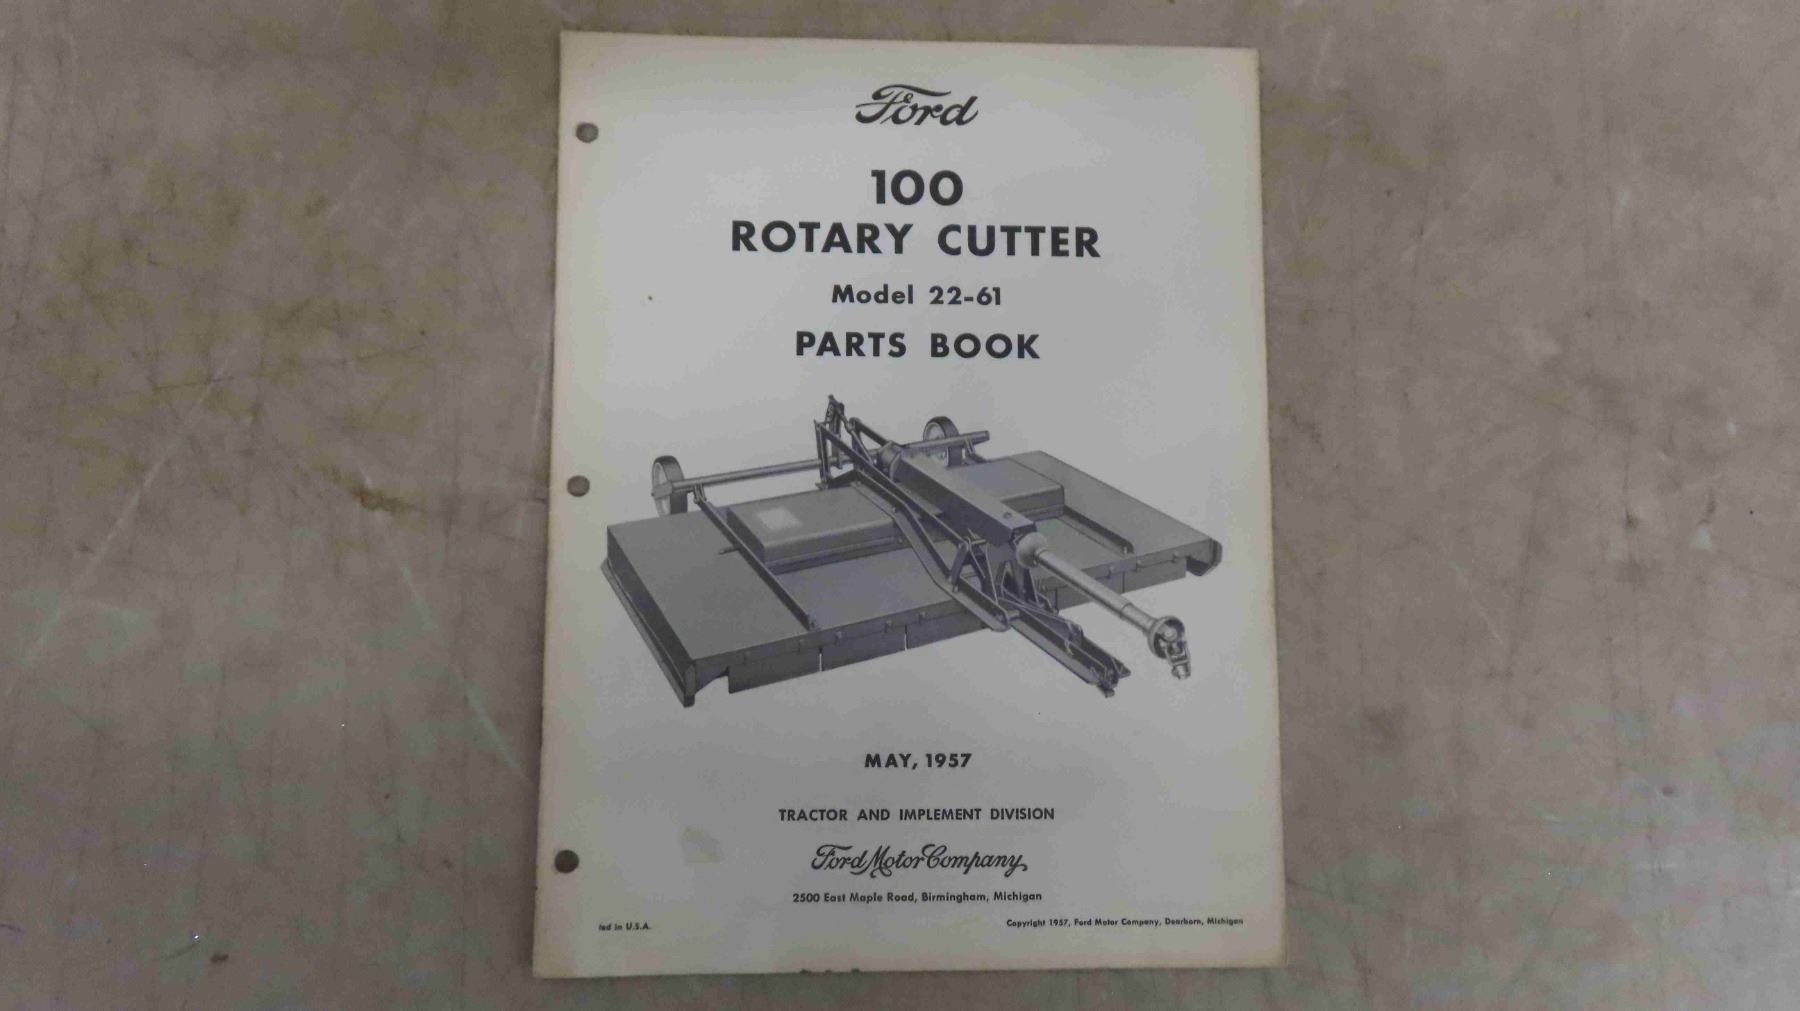 Ford
100
ROTARY CUTTER
Model 22-61
PARTS BOOK
MAY, 1957
TRACTOR AND IMPLEMENT DIVISION
Ford Motor Company
2500 East Maple Road, Birmingham, Michigan
ted in U.S.A.
Copyright 1957, Ford Motor Company, Dearborn, Michigan